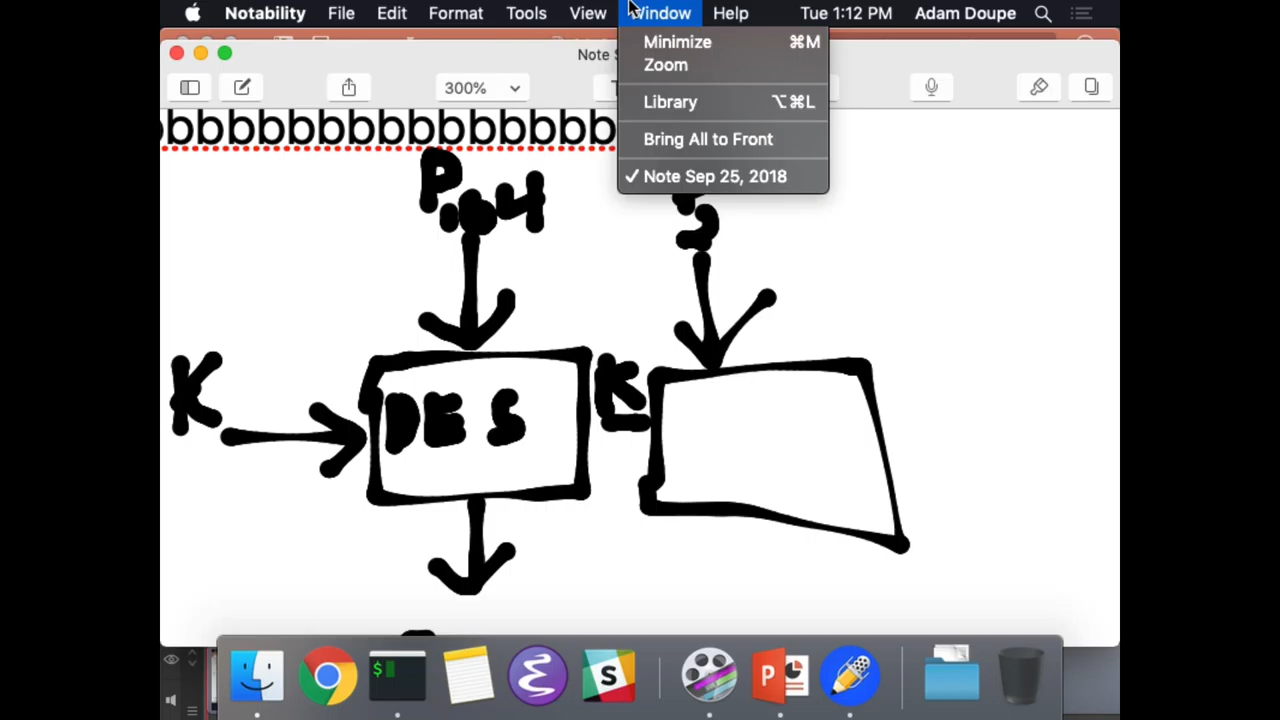 Notability File Edit Format Tools View Window Help Tue 1:12 PM Adam Doupe
Note S
300%
Minimize ⌘M
Zoom
Library ⌥⌘L
Bring All to Front
✓ Note Sep 25, 2018
bbbbbbbbbbbbbbb
K
DES
K
$
S
P